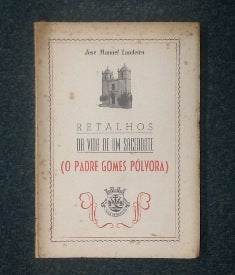 José Manuel Landeiro
RETALHOS
DA VIDA DE UM SACERDOTE
(O PADRE GOMES PÓLVORA)